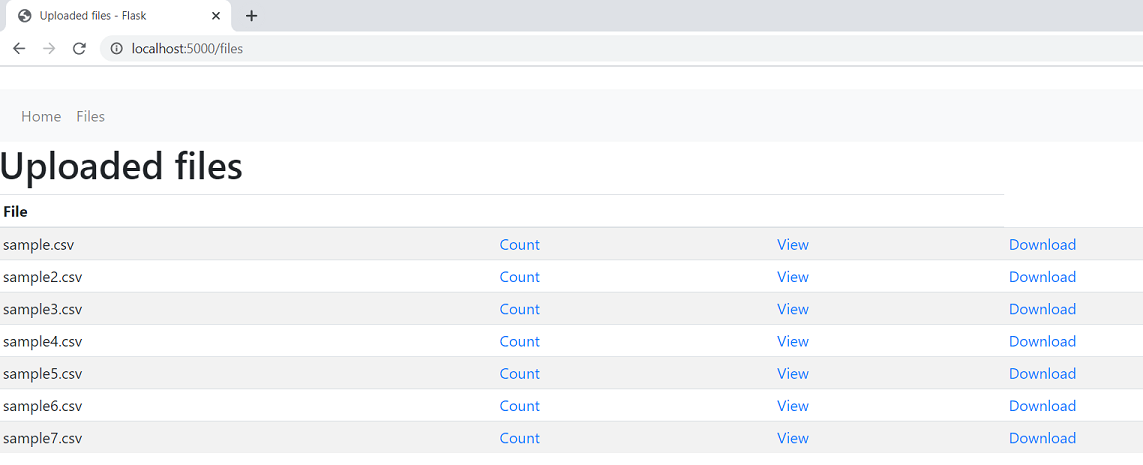 Uploaded files - Flask
localhost:5000/files
Home Files
Uploaded files
File
sample.csv Count View Download
sample2.csv Count View Download
sample3.csv Count View Download
sample4.csv Count View Download
sample5.csv Count View Download
sample6.csv Count View Download
sample7.csv Count View Download